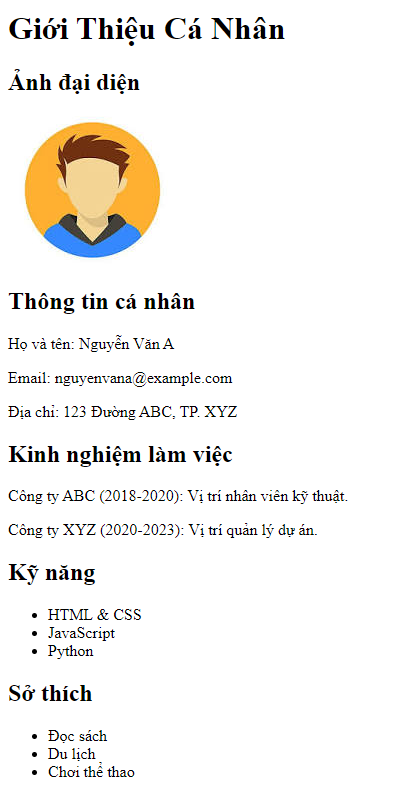 Giới Thiệu Cá Nhân
Ảnh đại diện
Thông tin cá nhân
Họ và tên: Nguyễn Văn A
Email: nguyenvana@example.com
Địa chỉ: 123 Đường ABC, TP. XYZ
Kinh nghiệm làm việc
Công ty ABC (2018-2020): Vị trí nhân viên kỹ thuật.
Công ty XYZ (2020-2023): Vị trí quản lý dự án.
Kỹ năng
• HTML & CSS
• JavaScript
• Python
Sở thích
• Đọc sách
• Du lịch
• Chơi thể thao